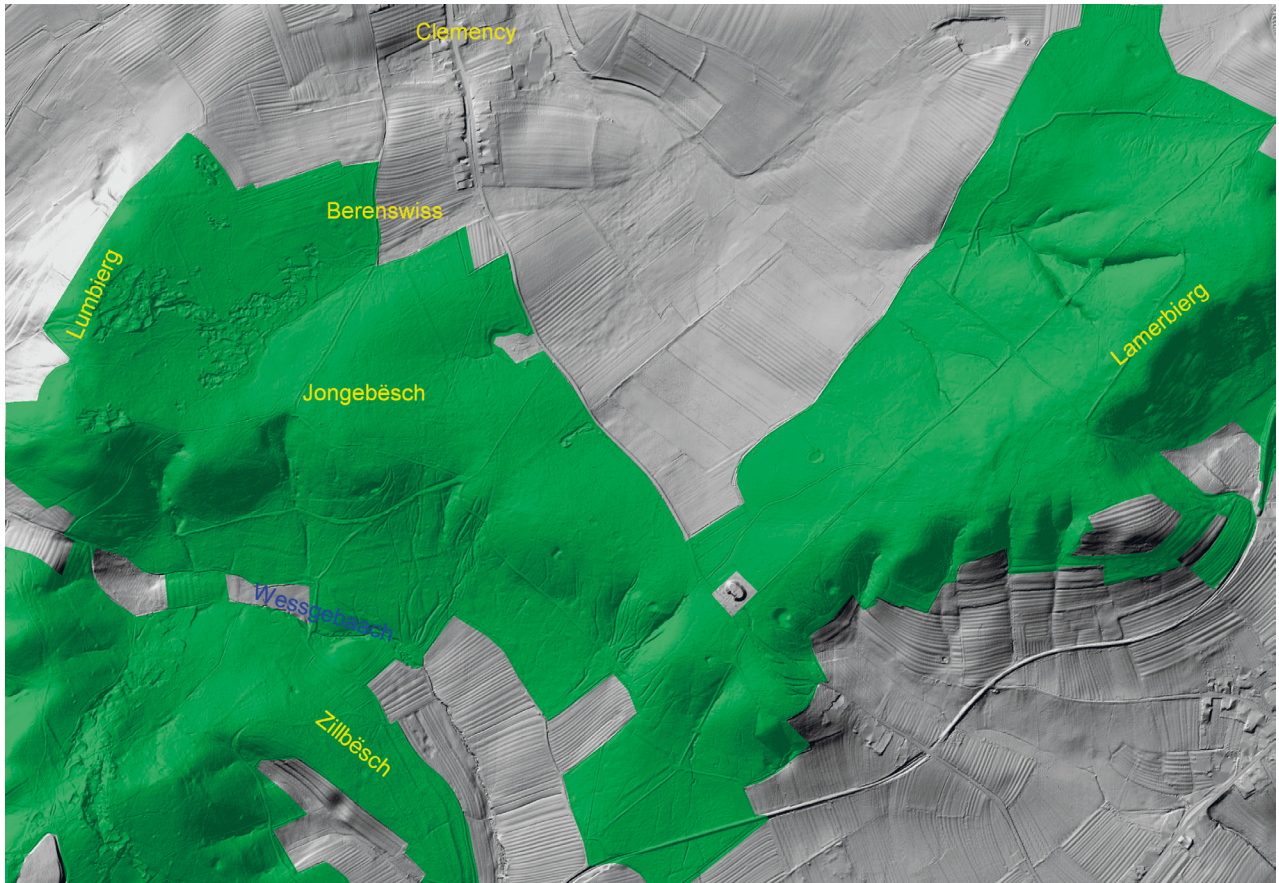 Clemency
Berenswiss
Lumbierg
Lamerbierg
Jongebësch
Wessgebaach
Zillbësch